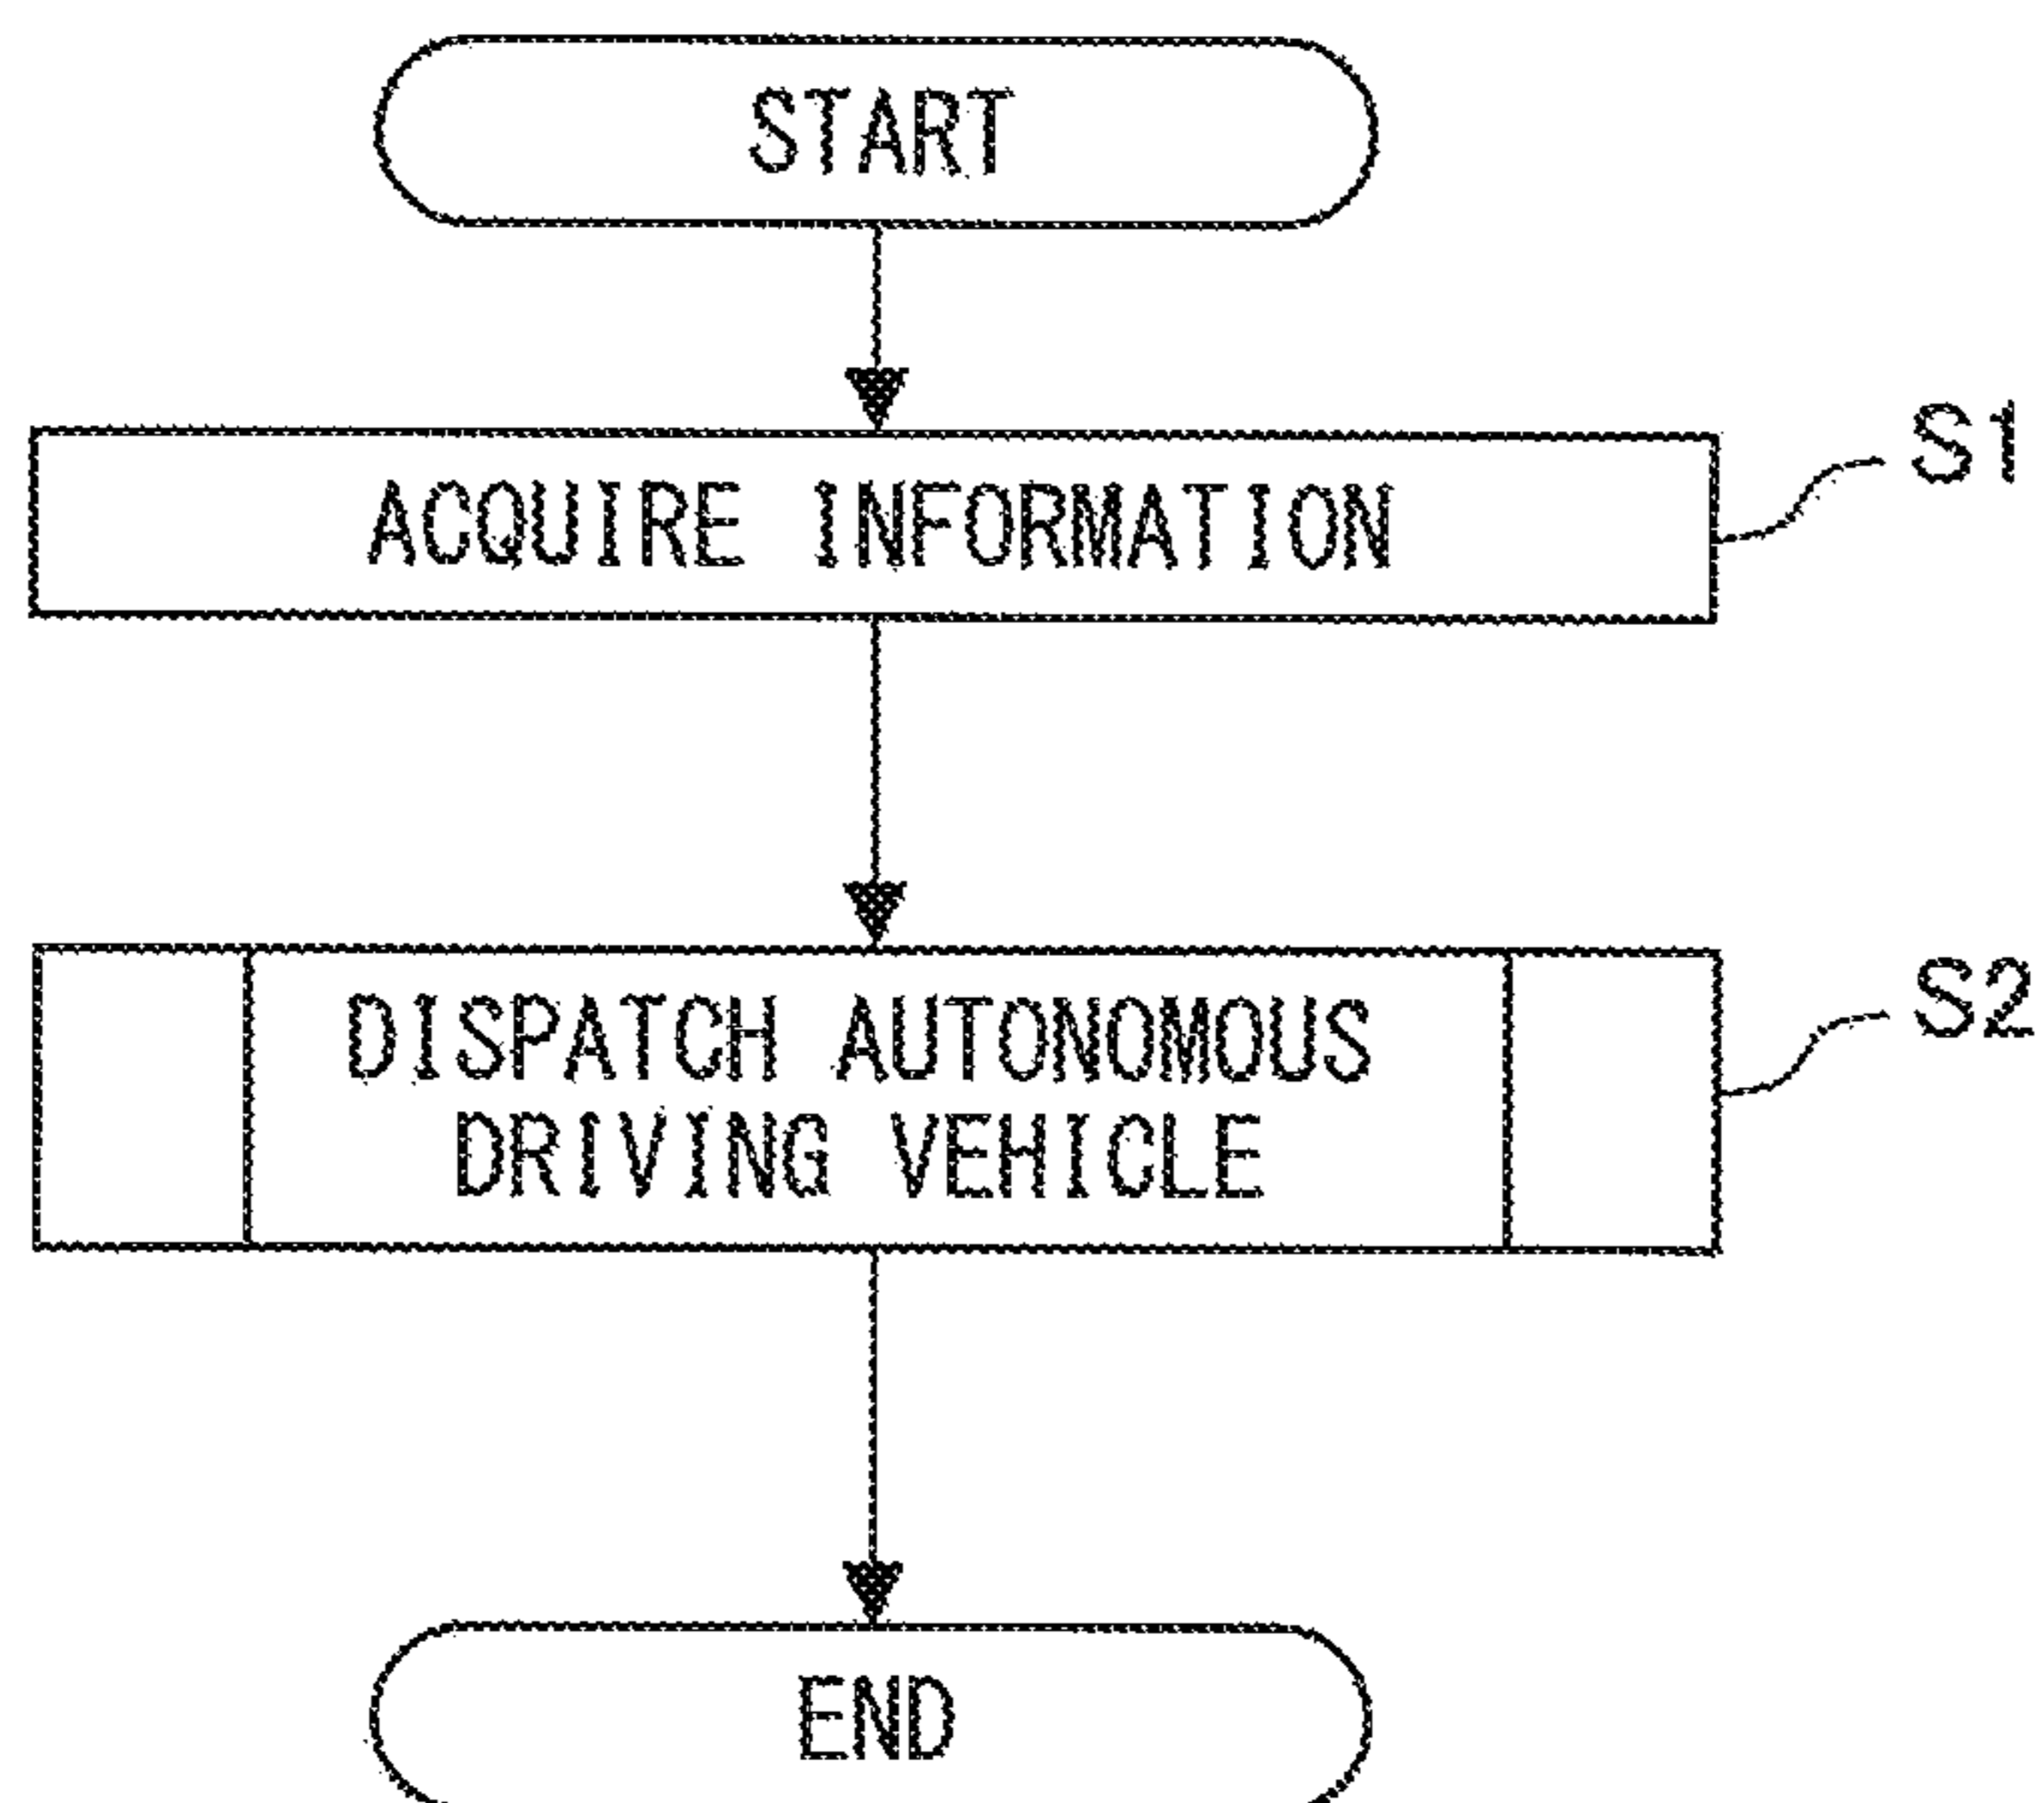 START
ACQUIRE INFORMATION
S1
DISPATCH AUTONOMOUS
DRIVING VEHICLE
S2
END